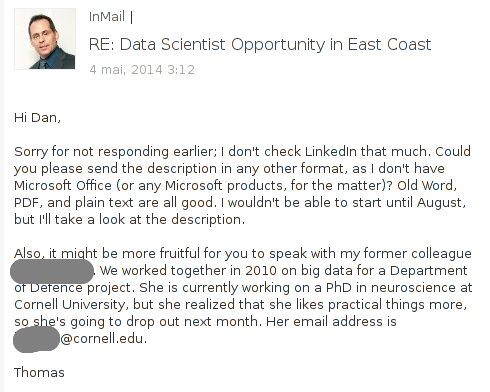 InMail |
RE: Data Scientist Opportunity in East Coast
4 mai, 2014 3:12
Hi Dan,
Sorry for not responding earlier; I don't check LinkedIn that much. Could
you please send the description in any other format, as I don't have
Microsoft Office (or any Microsoft products, for the matter)? Old Word,
PDF, and plain text are all good. I wouldn't be able to start until August,
but I'll take a look at the description.
Also, it might be more fruitful for you to speak with my former colleague
. We worked together in 2010 on big data for a Department
of Defence project. She is currently working on a PhD in neuroscience at
Cornell University, but she realized that she likes practical things more,
so she's going to drop out next month. Her email address is
@cornell.edu.
Thomas